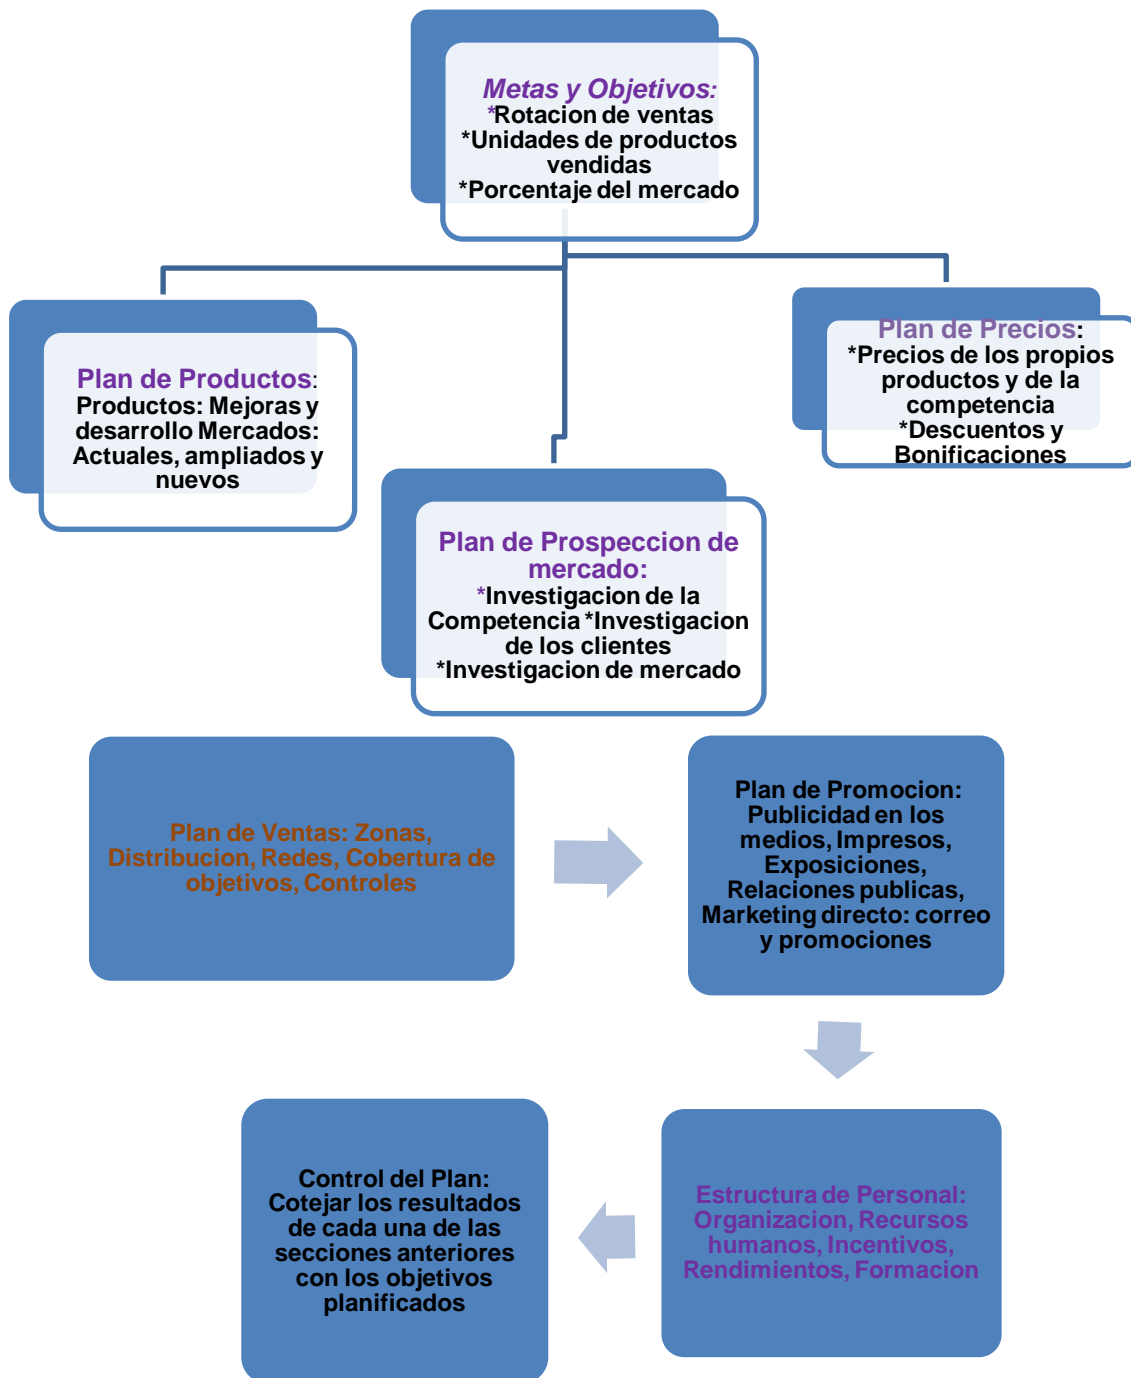 Metas y Objetivos:
*Rotacion de ventas
*Unidades de productos
vendidas
*Porcentaje del mercado
Plan de Productos:
Productos: Mejoras y
desarrollo Mercados:
Actuales, ampliados y
nuevos
Plan de Precios:
*Precios de los propios
productos y de la
competencia
*Descuentos y
Bonificaciones
Plan de Prospeccion de
mercado:
*Investigacion de la
Competencia *Investigacion
de los clientes
*Investigacion de mercado
Plan de Ventas: Zonas,
Distribucion, Redes, Cobertura de
objetivos, Controles
Plan de Promocion:
Publicidad en los
medios, Impresos,
Exposiciones,
Relaciones publicas,
Marketing directo: correo
y promociones
Estructura de Personal:
Organizacion, Recursos
humanos, Incentivos,
Rendimientos, Formacion
Control del Plan:
Cotejar los resultados
de cada una de las
secciones anteriores
con los objetivos
planificados